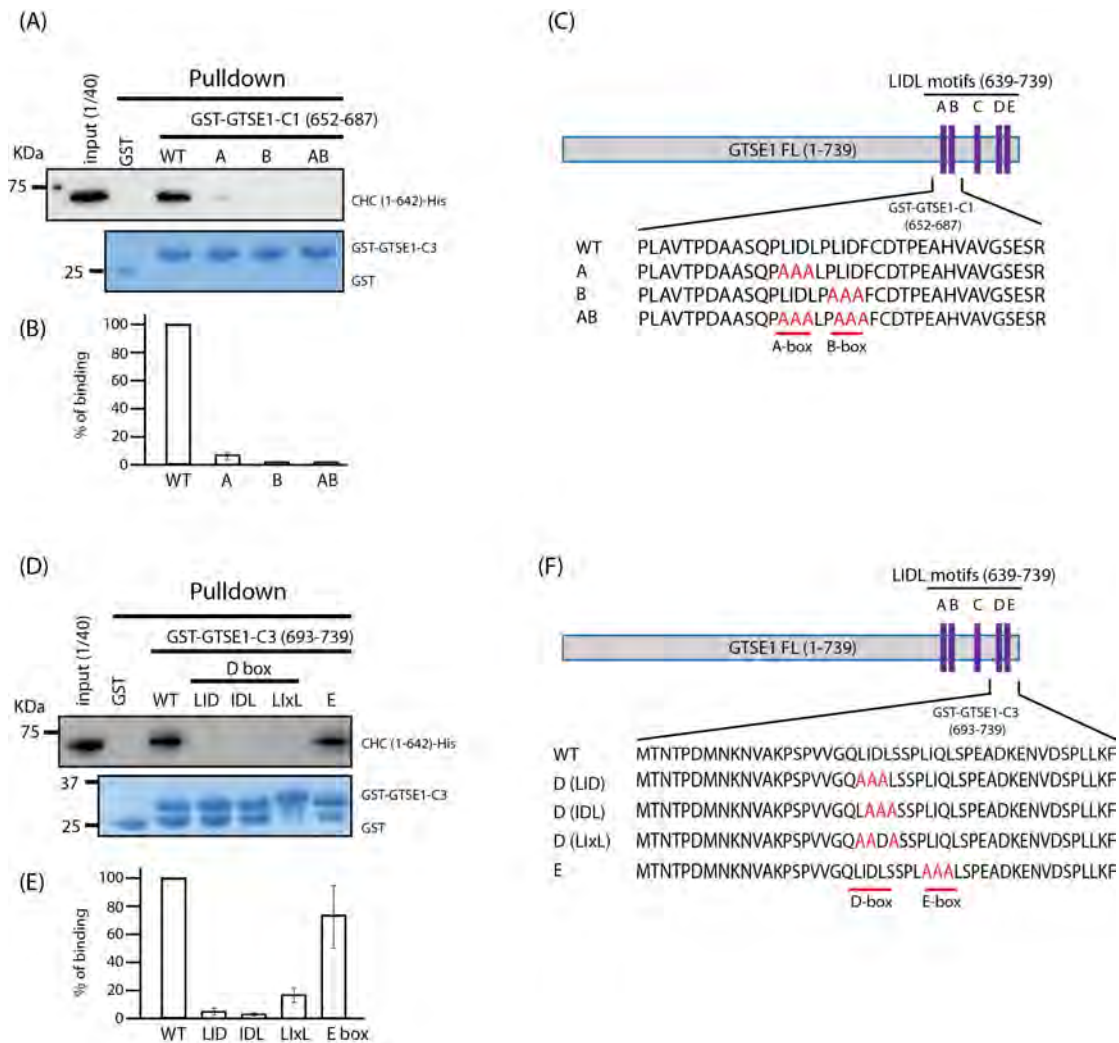 (A)
Pulldown
GST-GTSE1-C1 (652-687)
input (1/40)
GST
WT A B AB
KDa
75
CHC (1-642)-His
GST-GTSE1-C3
25
GST
(B)
% of binding
100
80
60
40
20
0
WT A B AB
(C)
LIDL motifs (639-739)
A B C D E
GTSE1 FL (1-739)
GST-GTSE1-C1
(652-687)
WT PLAVTPDAASQPLIDLPLIDFCDTPEAHVAVGSESR
A PLAVTPDAASQPAAALPLIDFCDTPEAHVAVGSESR
B PLAVTPDAASQPLIDLPAAAFCDTPEAHVAVGSESR
AB PLAVTPDAASQPAAALPAAAFCDTPEAHVAVGSESR
A-box B-box
(D)
Pulldown
GST-GTSE1-C3 (693-739)
D box
input (1/40)
GST
WT LID IDL LIxL E
KDa
75
CHC (1-642)-His
37
GST-GTSE1-C3
25
GST
(E)
% of binding
100
80
60
40
20
0
WT LID IDL LIxL E box
(F)
LIDL motifs (639-739)
A B C D E
GTSE1 FL (1-739)
GST-GTSE1-C3
(693-739)
WT MTNTPDMNKNVAKPSPVVGQLIDLSSPLIQLSPEADKENVDSPLLKF
D (LID) MTNTPDMNKNVAKPSPVVGQAAALSSPLIQLSPEADKENVDSPLLKF
D (IDL) MTNTPDMNKNVAKPSPVVGQLAAASSPLIQLSPEADKENVDSPLLKF
D (LIxL) MTNTPDMNKNVAKPSPVVGQAADASSPLIQLSPEADKENVDSPLLKF
E MTNTPDMNKNVAKPSPVVGQLIDLSSPLAAALSPEADKENVDSPLLKF
D-box E-box